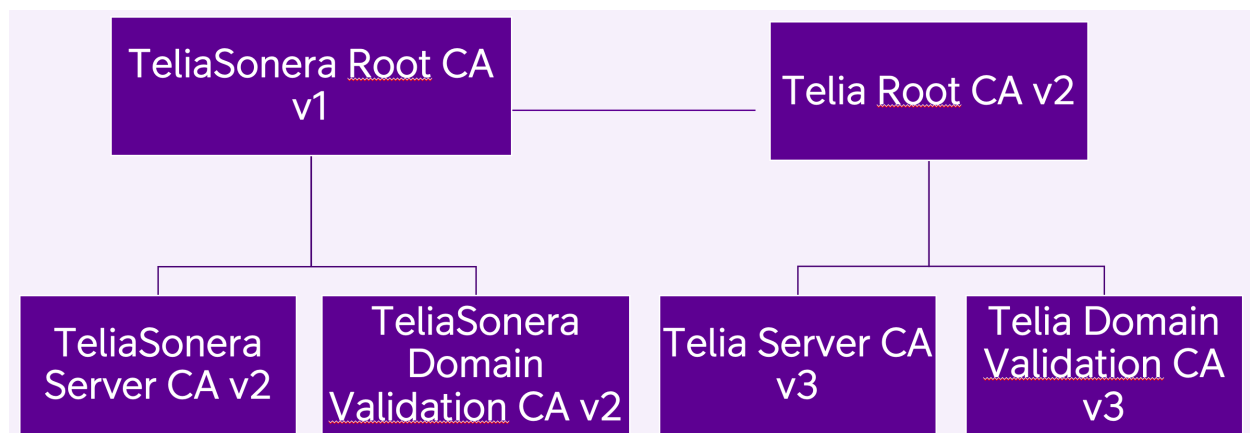 TeliaSonera Root CA
v1
Telia Root CA v2
TeliaSonera
Server CA v2
TeliaSonera
Domain
Validation CA v2
Telia Server CA
v3
Telia Domain
Validation CA
v3